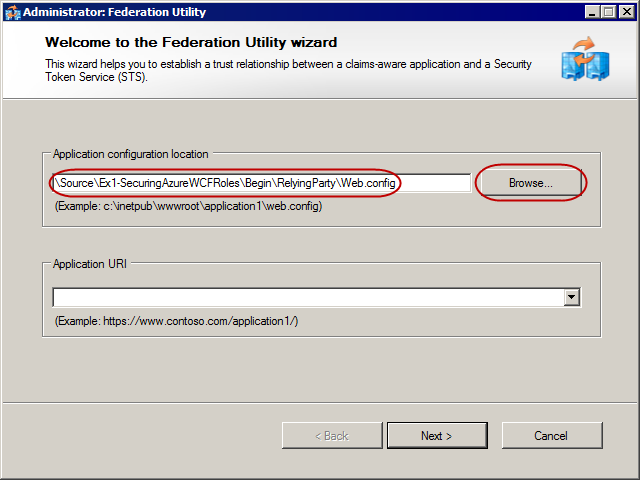 Administrator: Federation Utility
Welcome to the Federation Utility wizard
This wizard helps you to establish a trust relationship between a claims-aware application and a Security
Token Service (STS).
Application configuration location
\Source\Ex1-SecuringAzureWCFRoles\Begin\RelyingParty\Web.config
Browse...
(Example: c:\inetpub\wwwroot\application1\web.config)
Application URI
(Example: https://www.contoso.com/application1/)
< Back
Next >
Cancel